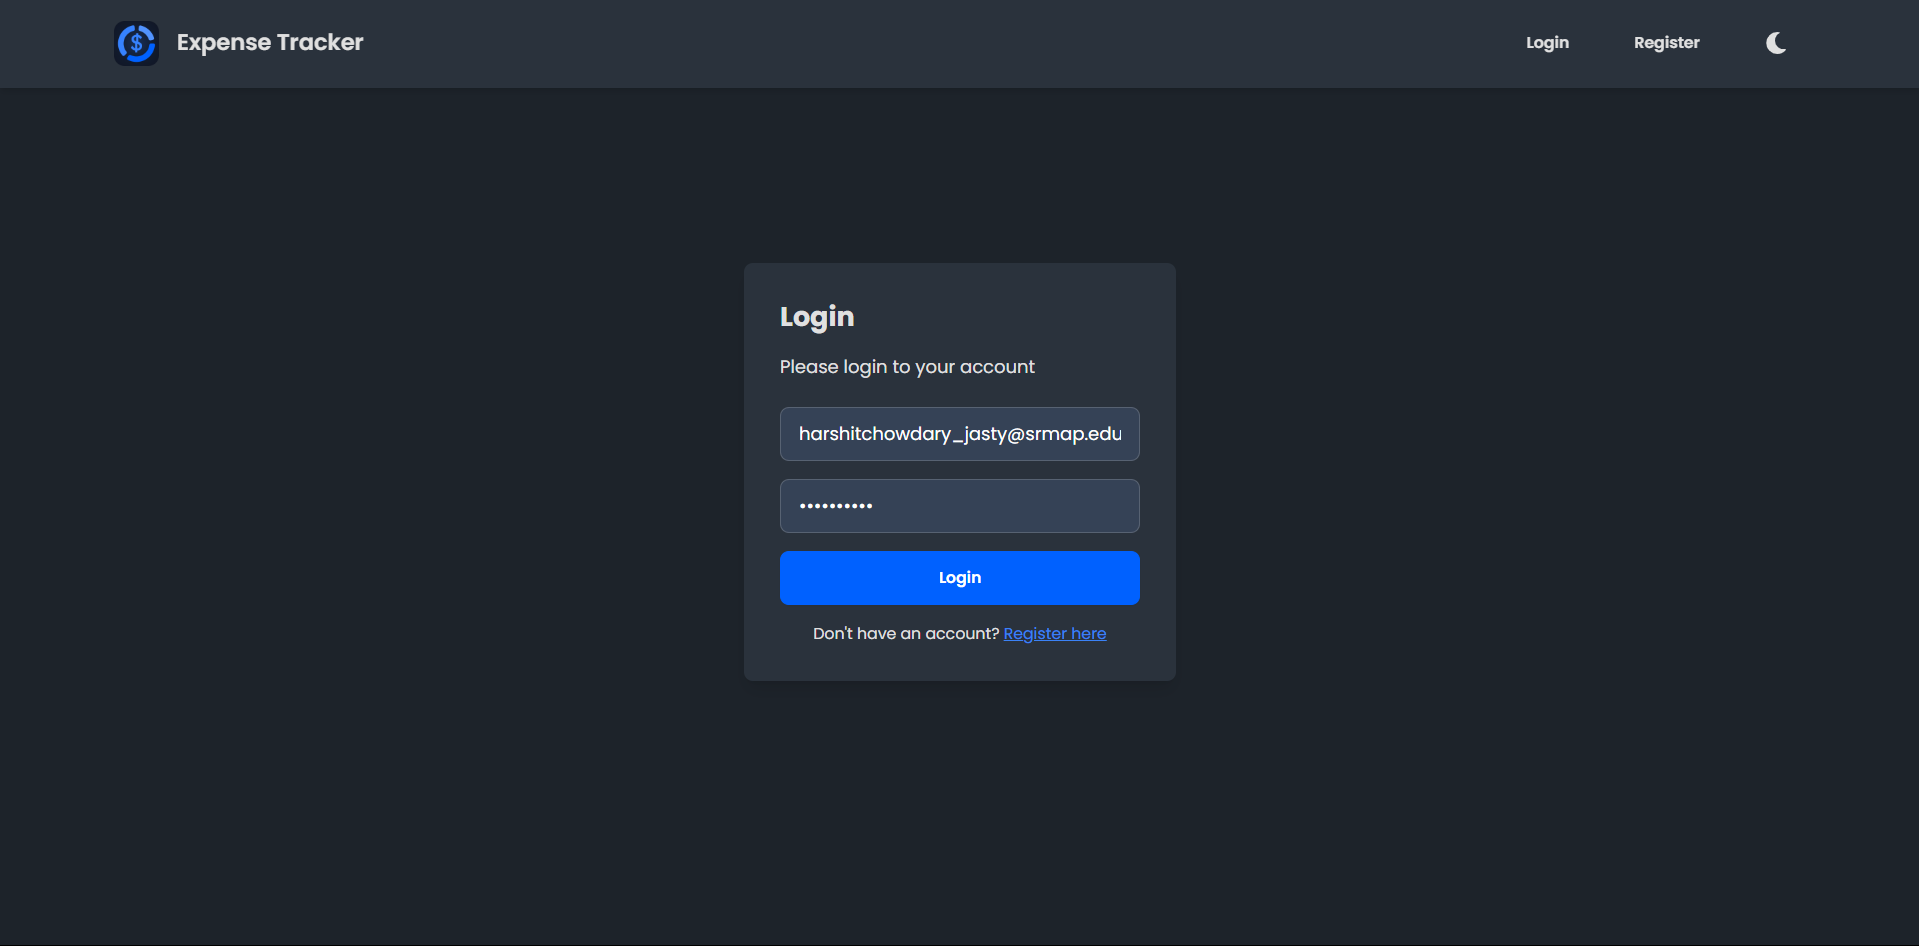 $
Expense Tracker
Login
Register
Login
Please login to your account
harshitchowdary_jasty@srmap.edu
••••••••••
Login
Don't have an account? Register here